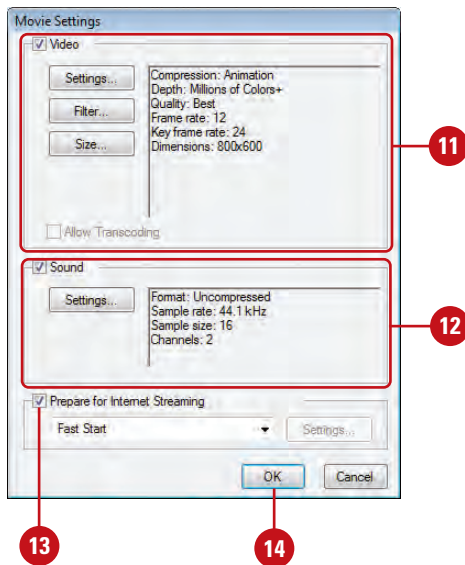 Movie Settings
Video
Settings...
Filter...
Size...
Compression: Animation
Depth: Millions of Colors+
Quality: Best
Frame rate: 12
Key frame rate: 24
Dimensions: 800x600
11
Allow Transcoding
Sound
Settings...
Format: Uncompressed
Sample rate: 44.1 kHz
Sample size: 16
Channels: 2
12
Prepare for Internet Streaming
Fast Start
Settings...
OK
Cancel
13
14